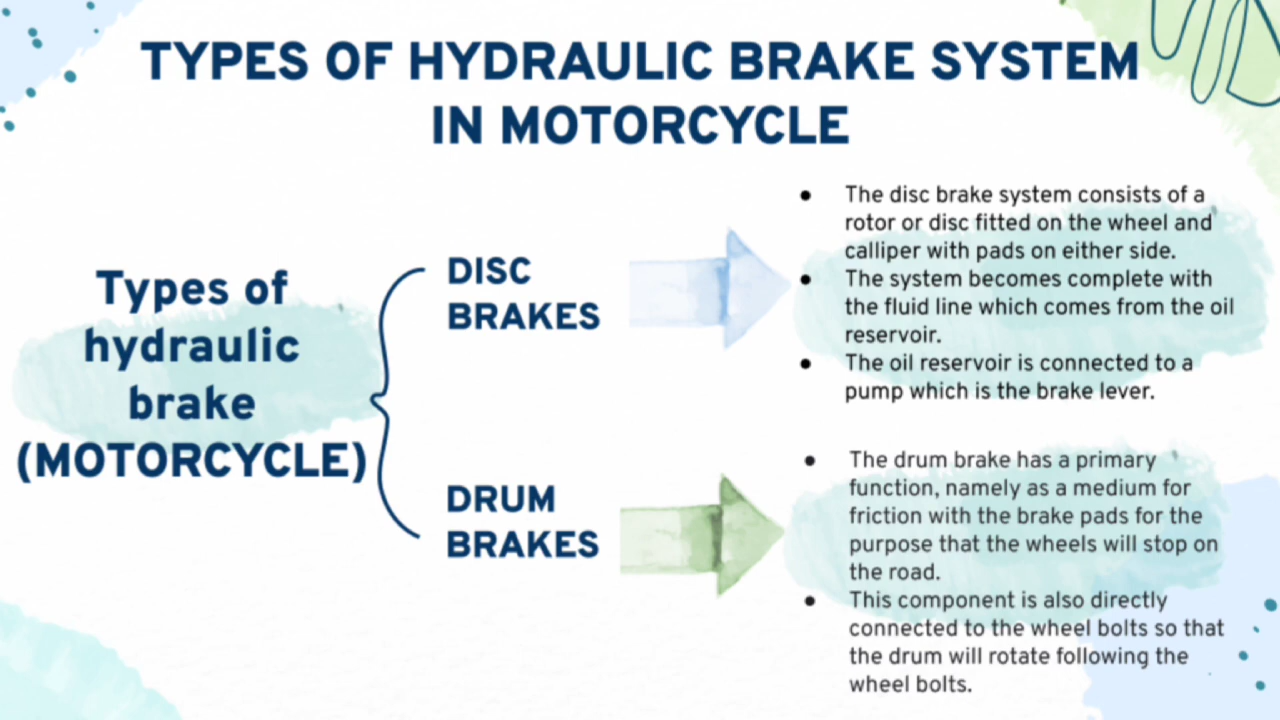 TYPES OF HYDRAULIC BRAKE SYSTEM
IN MOTORCYCLE
Types of
hydraulic
brake
(MOTORCYCLE)
DISC
BRAKES
● The disc brake system consists of a
rotor or disc fitted on the wheel and
calliper with pads on either side.
● The system becomes complete with
the fluid line which comes from the oil
reservoir.
● The oil reservoir is connected to a
pump which is the brake lever.
DRUM
BRAKES
● The drum brake has a primary
function, namely as a medium for
friction with the brake pads for the
purpose that the wheels will stop on
the road.
● This component is also directly
connected to the wheel bolts so that
the drum will rotate following the
wheel bolts.